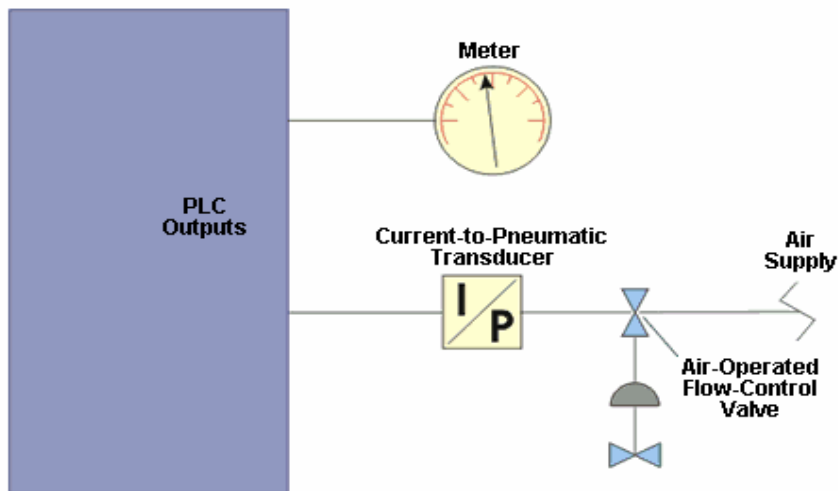 Meter
PLC
Outputs
Current-to-Pneumatic
Transducer
Air
Supply
I
P
Air-Operated
Flow-Control
Valve